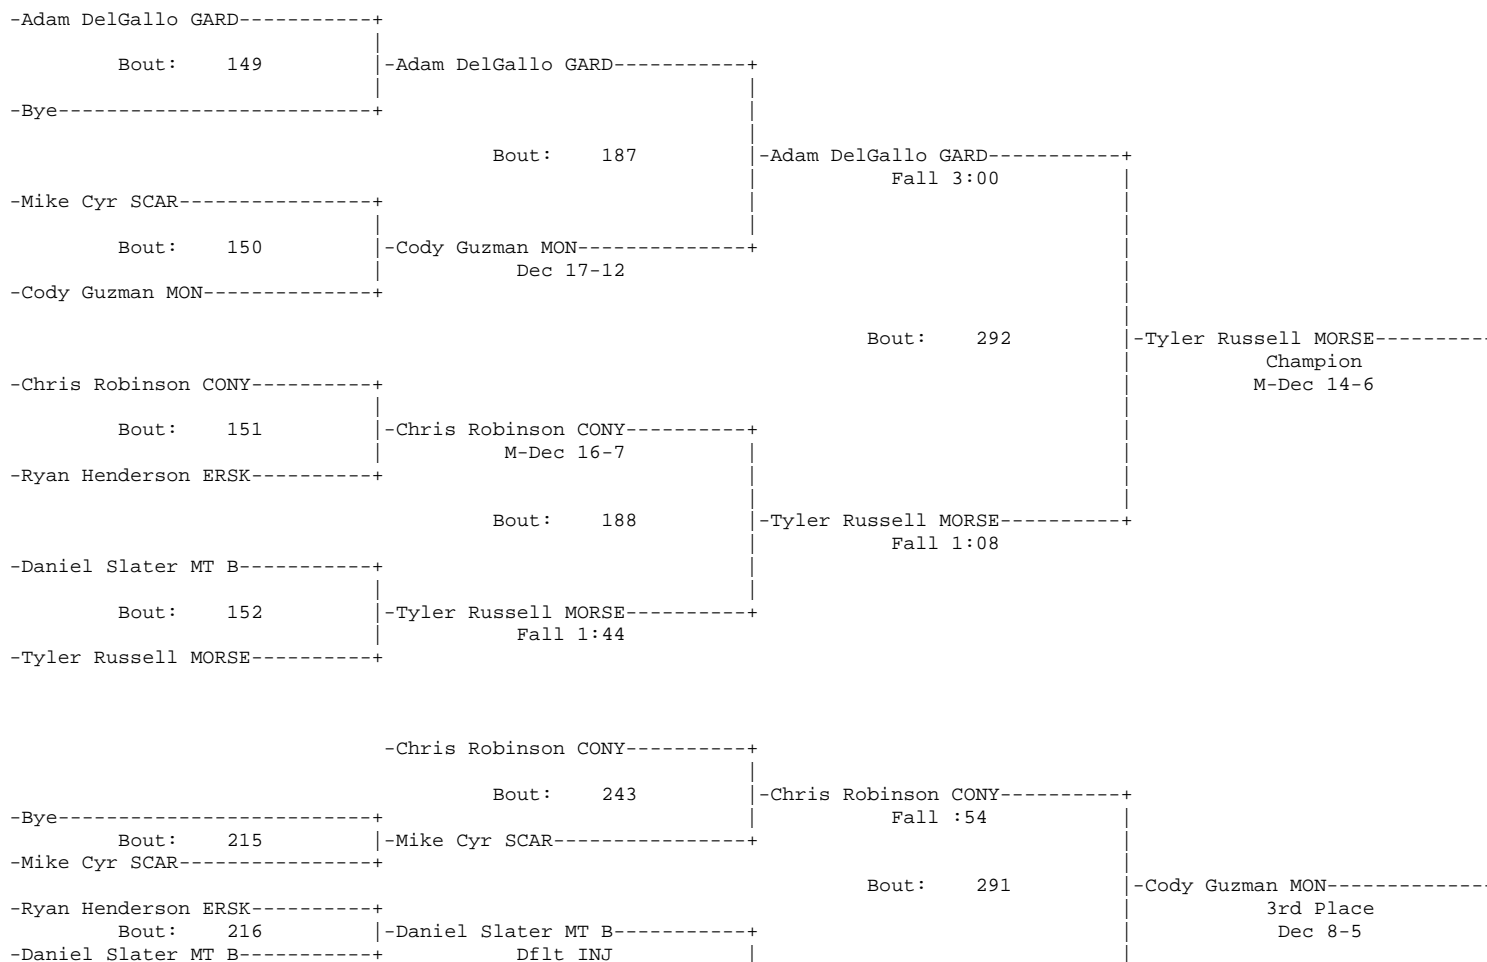 -Adam DelGallo GARD-----------+
|
Bout: 149 |-Adam DelGallo GARD-----------+
| |
-Bye--------------------------+ |
|
Bout: 187 |-Adam DelGallo GARD-----------+
| Fall 3:00 |
-Mike Cyr SCAR----------------+ | |
| | |
Bout: 150 |-Cody Guzman MON--------------+ |
| Dec 17-12 |
-Cody Guzman MON--------------+ |
|
Bout: 292 |-Tyler Russell MORSE----------
| Champion
-Chris Robinson CONY----------+ | M-Dec 14-6
| |
Bout: 151 |-Chris Robinson CONY----------+ |
| M-Dec 16-7 | |
-Ryan Henderson ERSK----------+ | |
| |
Bout: 188 |-Tyler Russell MORSE----------+
| Fall 1:08
-Daniel Slater MT B-----------+ |
| |
Bout: 152 |-Tyler Russell MORSE----------+
| Fall 1:44
-Tyler Russell MORSE----------+
-Chris Robinson CONY----------+
|
Bout: 243 |-Chris Robinson CONY----------+
-Bye--------------------------+ | Fall :54 |
Bout: 215 |-Mike Cyr SCAR----------------+ |
-Mike Cyr SCAR----------------+ |
Bout: 291 |-Cody Guzman MON--------------
-Ryan Henderson ERSK----------+ | 3rd Place
Bout: 216 |-Daniel Slater MT B-----------+ | Dec 8-5
-Daniel Slater MT B-----------+ Dflt INJ | |